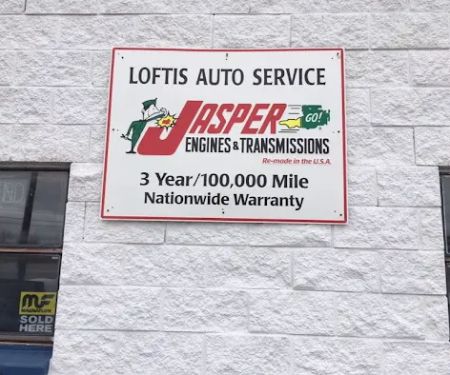 LOFTIS AUTO SERVICE
JASPER
GO!
ENGINES & TRANSMISSIONS
Re-made in the U.S.A.
3 Year/100,000 Mile
Nationwide Warranty
MF
SOLD
HERE